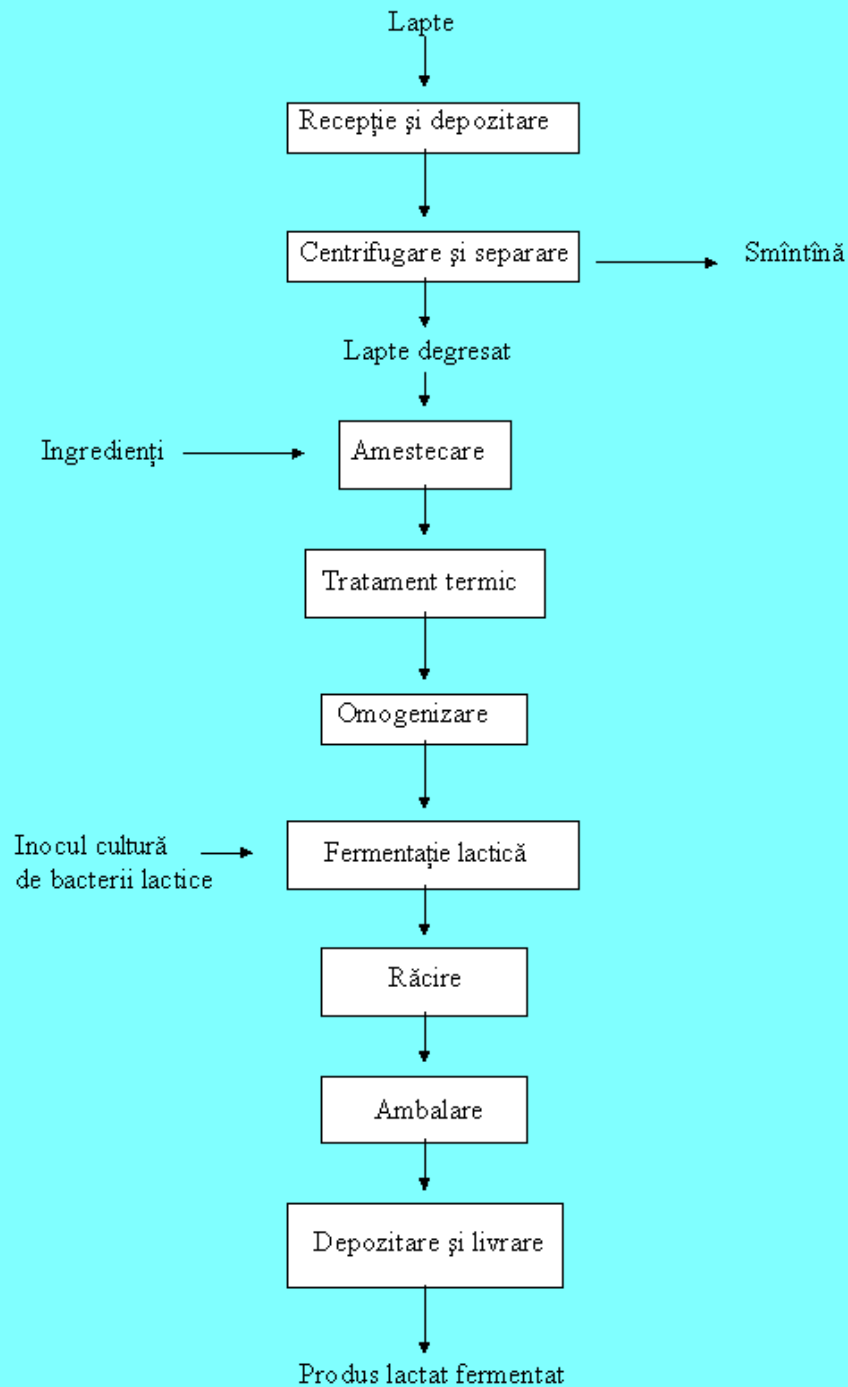 Lapte
Recepţie şi depozitare
Centrifugare şi separare
Smîntînă
Lapte degresat
Ingredienţi
Amestecare
Tratament termic
Omogenizare
Inocul cultură
de bacterii lactice
Fermentaţie lactică
Răcire
Ambalare
Depozitare şi livrare
Produs lactat fermentat